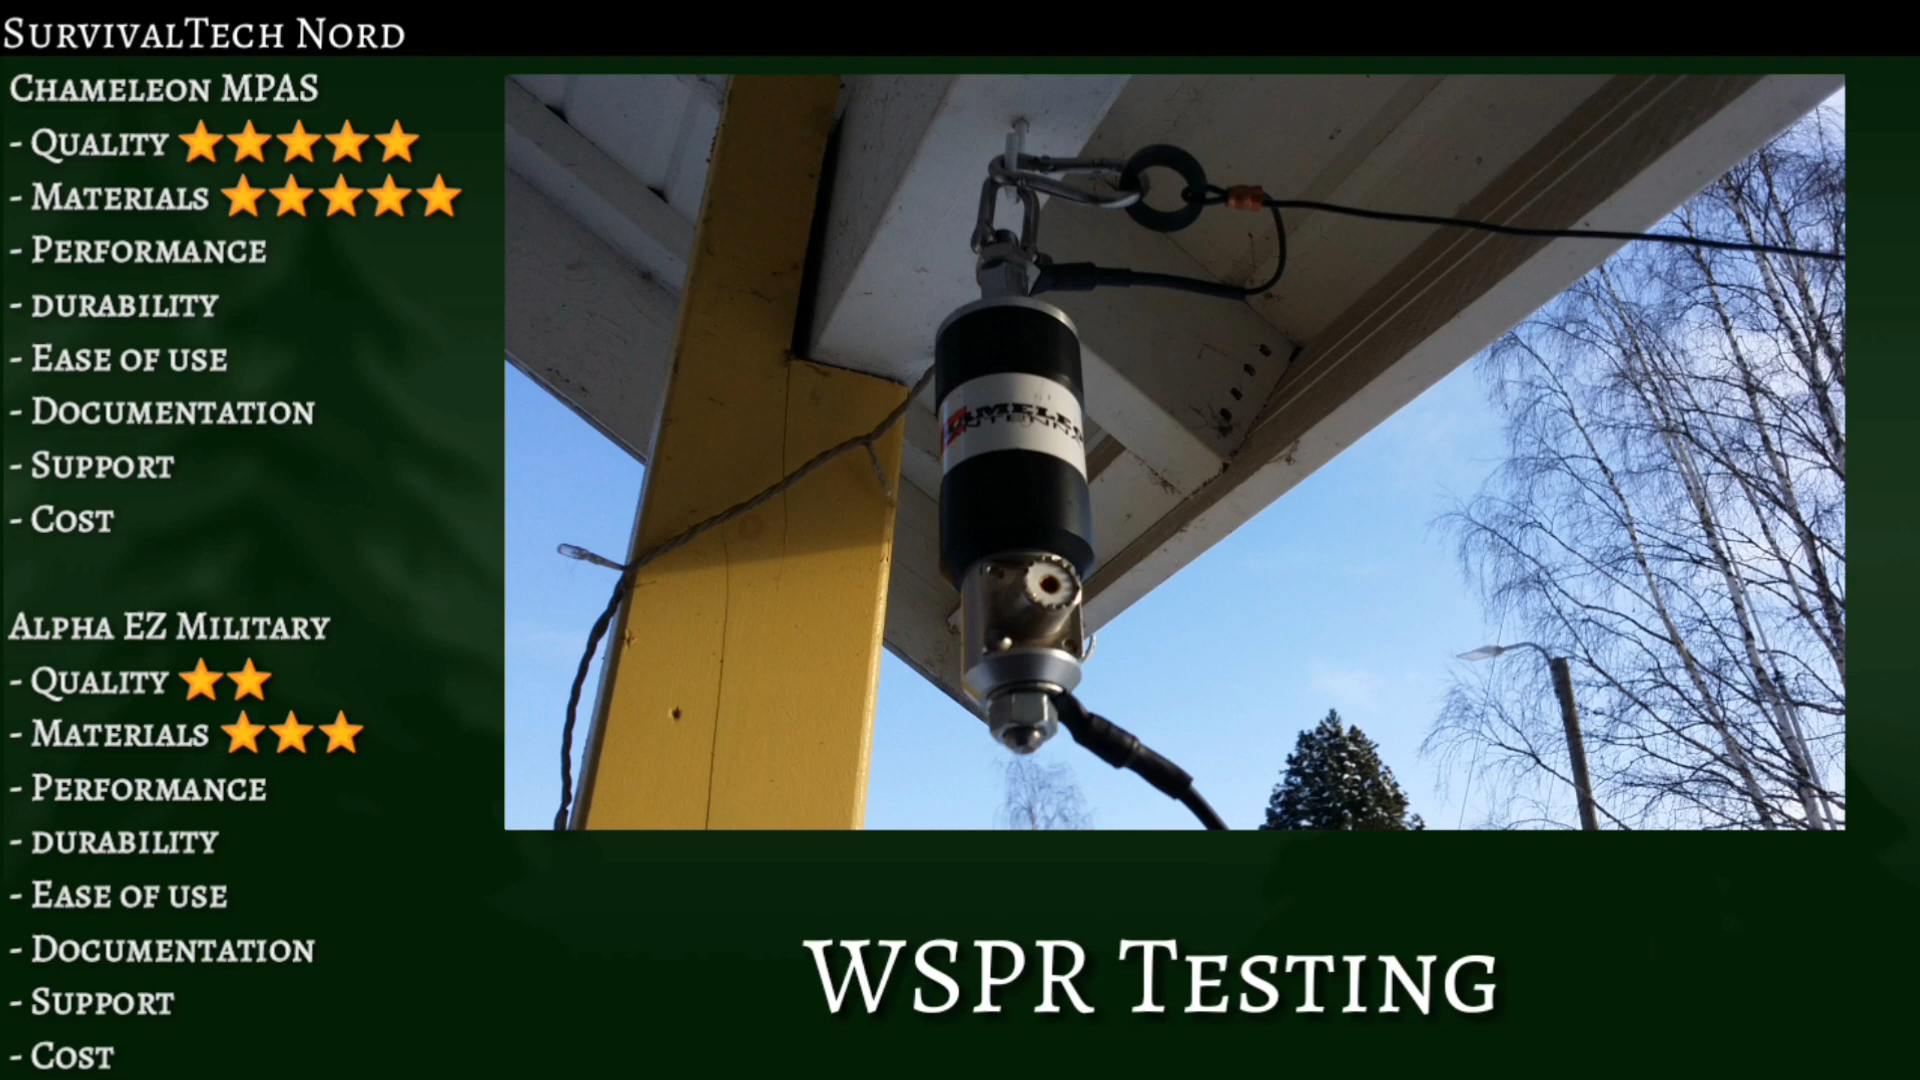 SurvivalTech Nord
Chameleon MPAS
- Quality ⭐⭐⭐⭐⭐
- Materials ⭐⭐⭐⭐⭐
- Performance
- durability
- Ease of use
- Documentation
- Support
- Cost
Alpha EZ Military
- Quality ⭐⭐
- Materials ⭐⭐⭐
- Performance
- durability
- Ease of use
- Documentation
- Support
- Cost
WSPR Testing